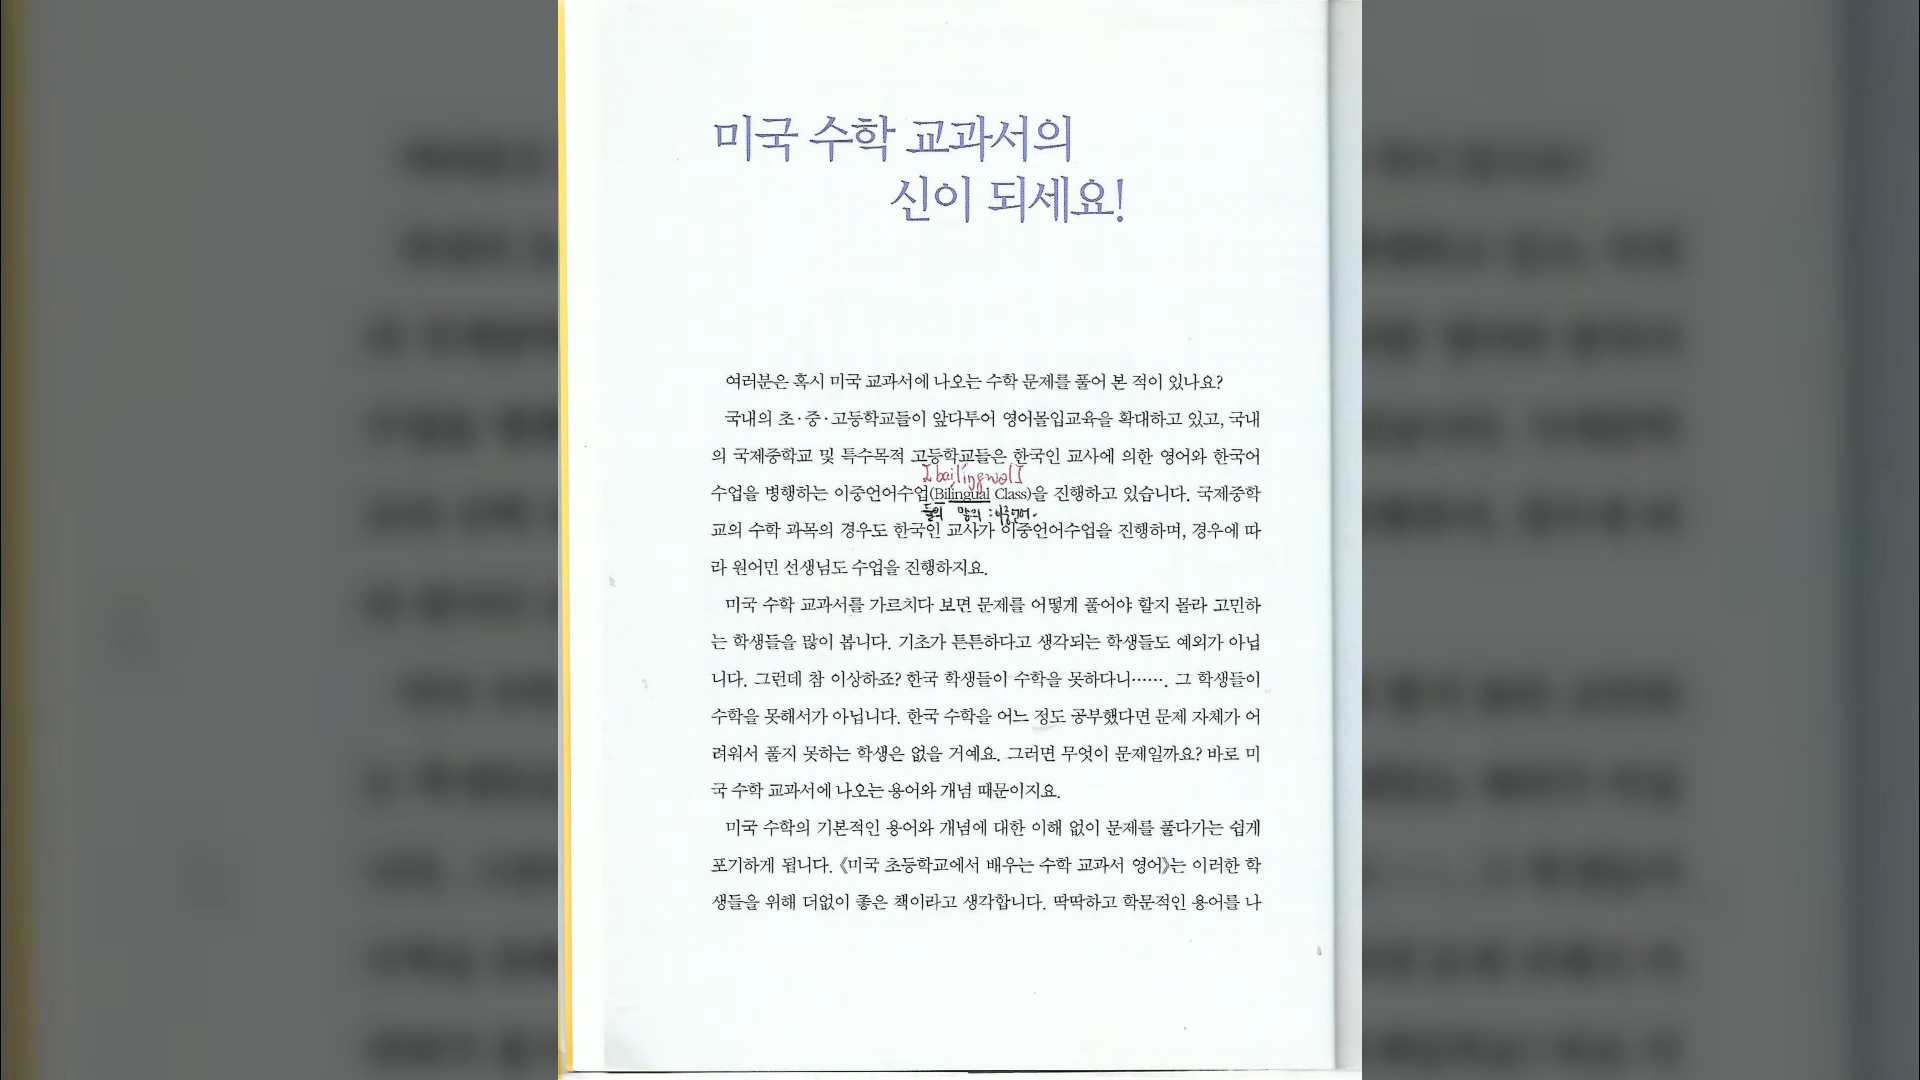 미국 수학 교과서의
신이 되세요!
여러분은 혹시 미국 교과서에 나오는 수학 문제를 풀어 본 적이 있나요?
국내의 초·중·고등학교들이 앞다투어 영어몰입교육을 확대하고 있고, 국내
의 국제중학교 및 특수목적 고등학교들은 한국인 교사에 의한 영어와 한국어
수업을 병행하는 이중언어수업(Bilingual Class)을 진행하고 있습니다. 국제중학
둘의 말의 : 이중언어
교의 수학 과목의 경우도 한국인 교사가 이중언어수업을 진행하며, 경우에 따
라 원어민 선생님도 수업을 진행하지요.
미국 수학 교과서를 가르치다 보면 문제를 어떻게 풀어야 할지 몰라 고민하
는 학생들을 많이 봅니다. 기초가 튼튼하다고 생각되는 학생들도 예외가 아닙
니다. 그런데 참 이상하죠? 한국 학생들이 수학을 못하다니……. 그 학생들이
수학을 못해서가 아닙니다. 한국 수학을 어느 정도 공부했다면 문제 자체가 어
려워서 풀지 못하는 학생은 없을 거예요. 그러면 무엇이 문제일까요? 바로 미
국 수학 교과서에 나오는 용어와 개념 때문이지요.
미국 수학의 기본적인 용어와 개념에 대한 이해 없이 문제를 풀다가는 쉽게
포기하게 됩니다. 《미국 초등학교에서 배우는 수학 교과서 영어》는 이러한 학
생들을 위해 더없이 좋은 책이라고 생각합니다. 딱딱하고 학문적인 용어를 나